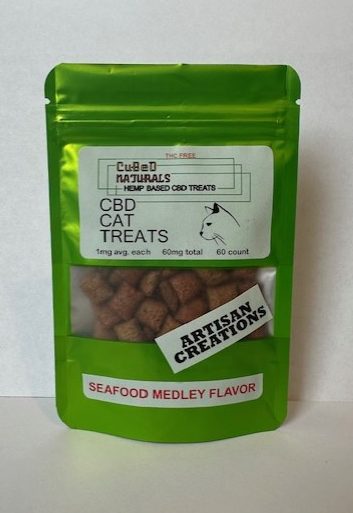 THC FREE
CuBeD
NATURALS
HEMP BASED CBD TREATS
CBD
CAT
TREATS
1mg avg. each 60mg total 60 count
ARTISAN
CREATIONS
SEAFOOD MEDLEY FLAVOR